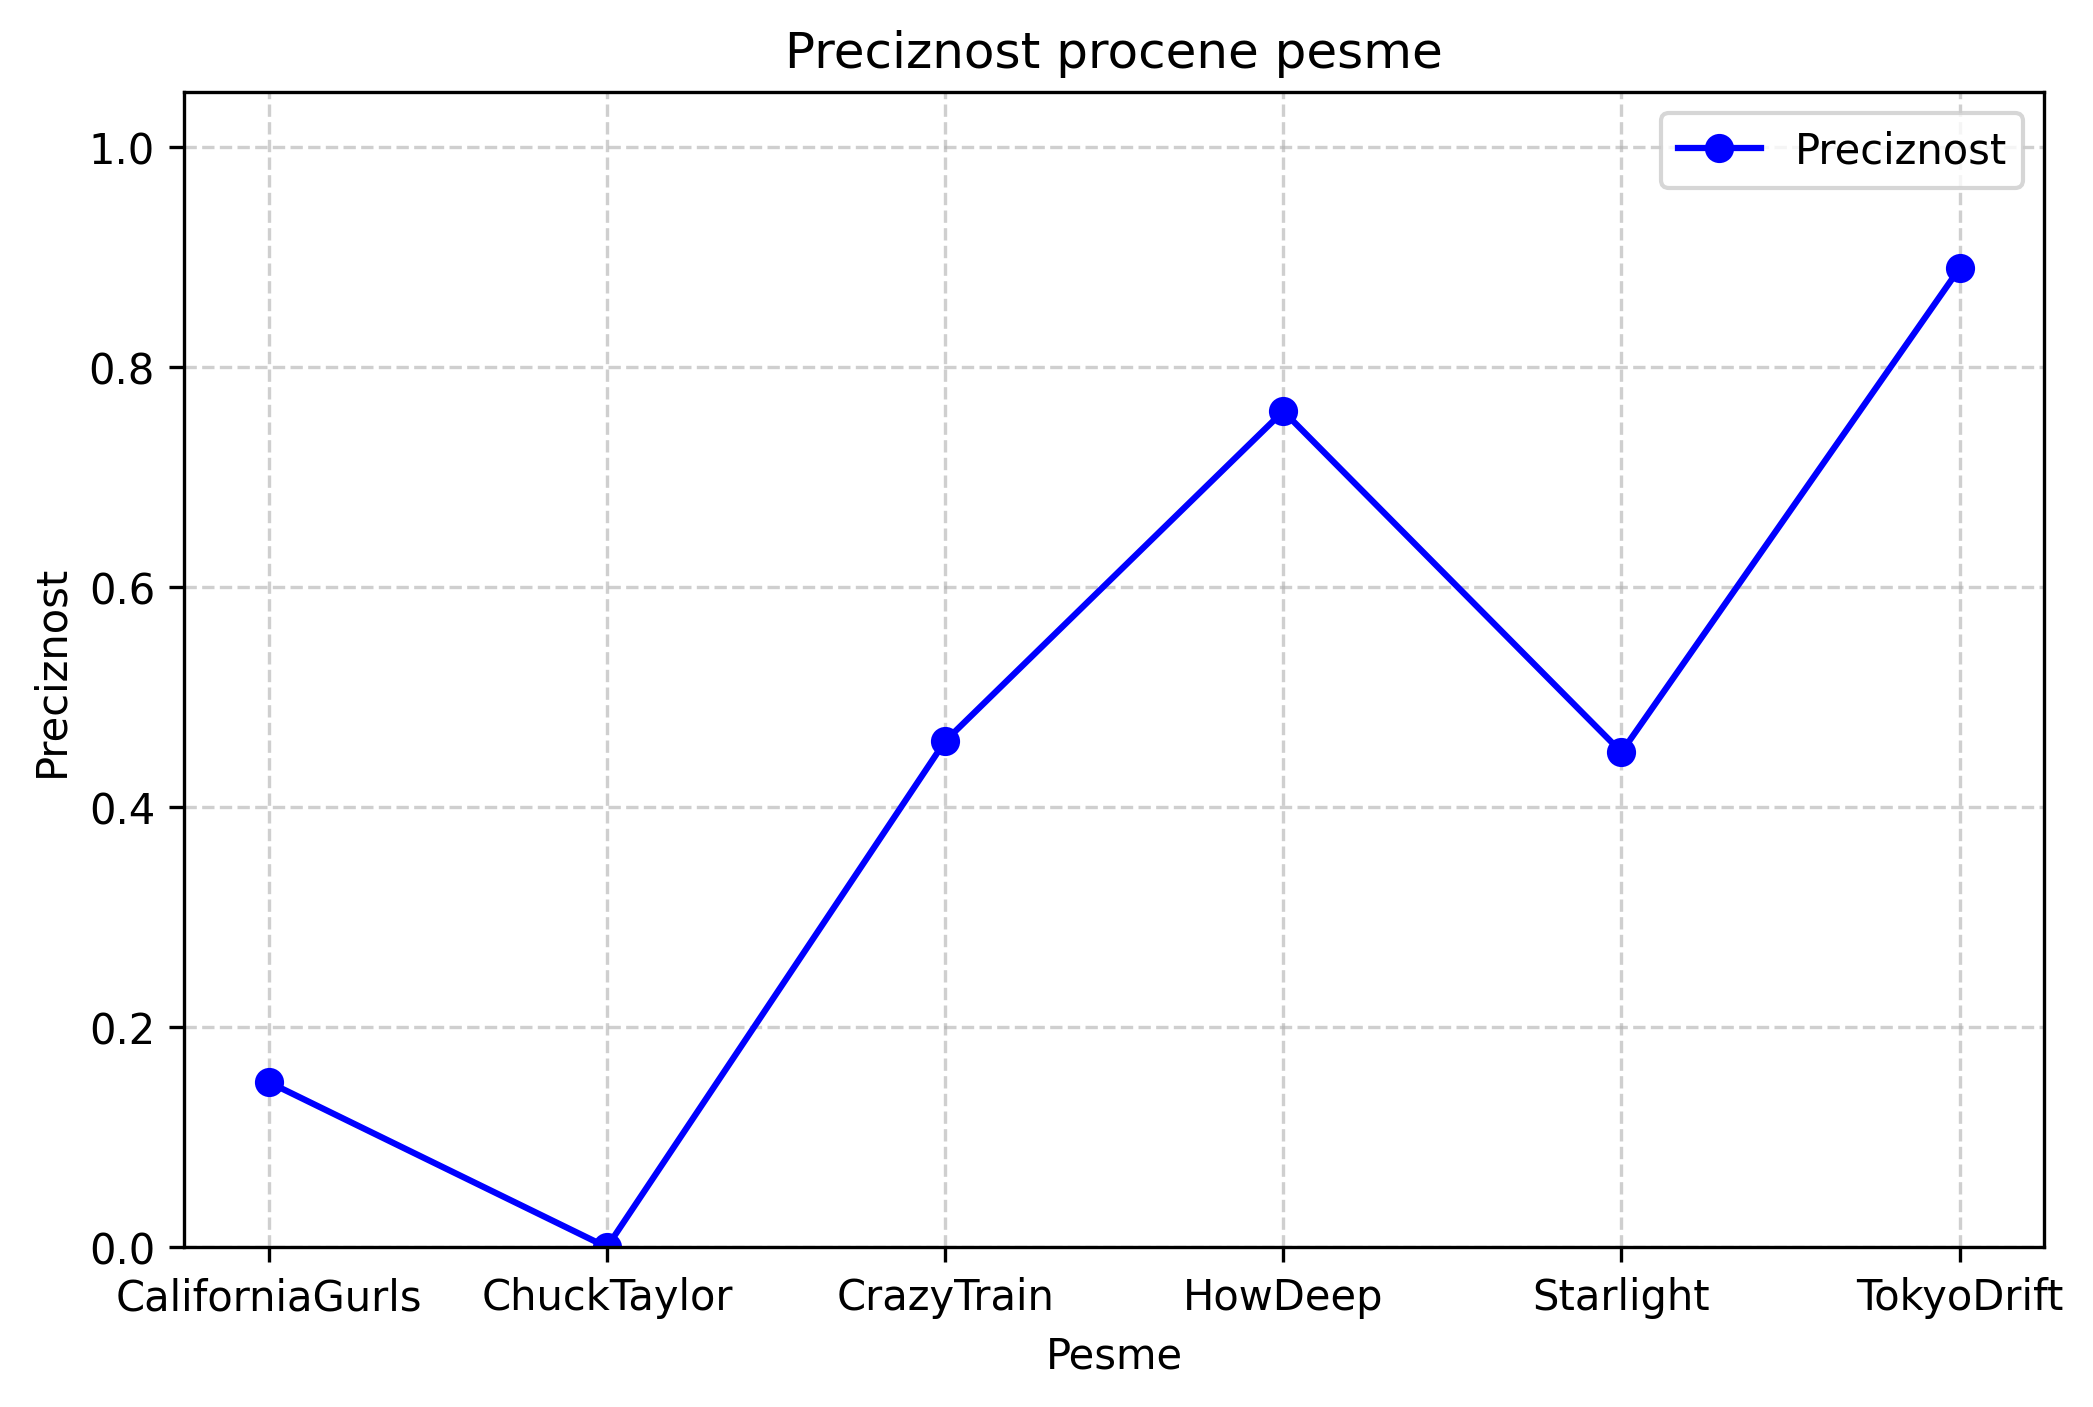 Preciznost procene pesme
Preciznost
1.0
0.8
0.6
0.4
0.2
0.0
Preciznost
CaliforniaGurls ChuckTaylor CrazyTrain HowDeep Starlight TokyoDrift
Pesme